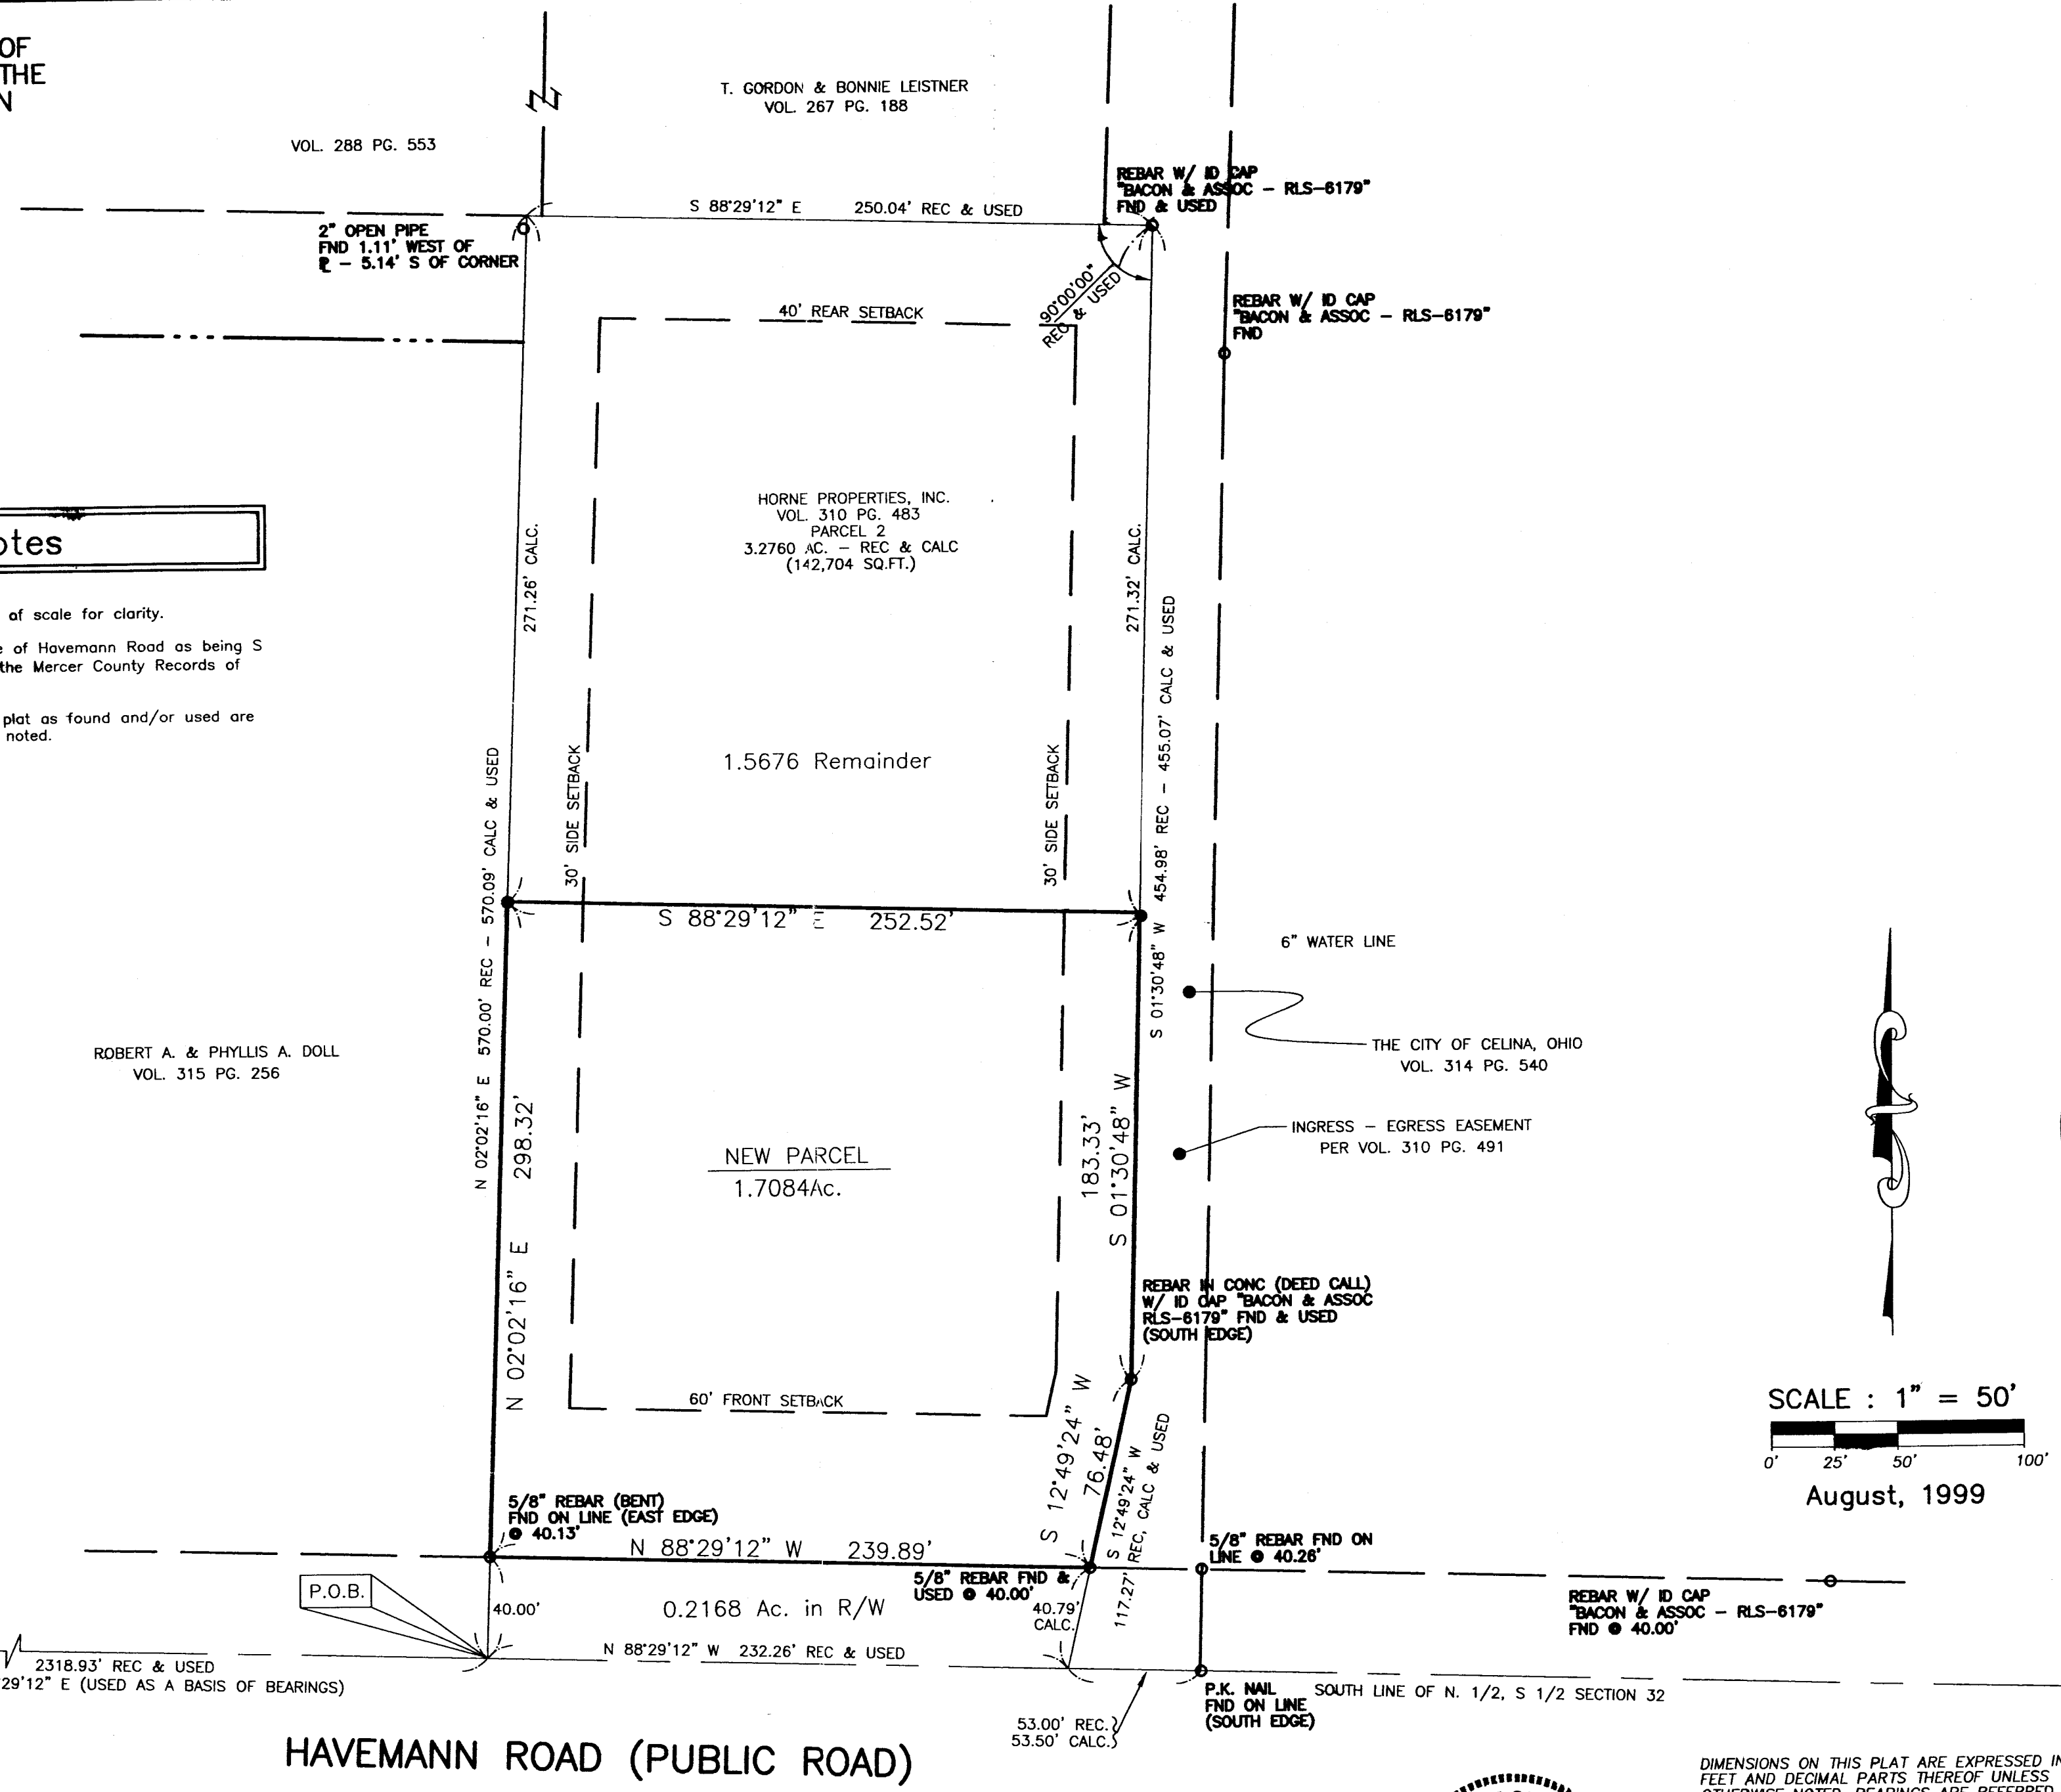 OF
THE
N
T. GORDON & BONNIE LEISTNER
VOL. 267 PG. 188
VOL. 288 PG. 553
REBAR W/ ID CAP
"BACON & ASSOC - RLS-6179"
FND & USED
S 88°29'12" E 250.04' REC & USED
2" OPEN PIPE
FND 1.11' WEST OF
℄ - 5.14' S OF CORNER
90°00'00"
REC & USED
40' REAR SETBACK
REBAR W/ ID CAP
"BACON & ASSOC - RLS-6179"
FND
HORNE PROPERTIES, INC.
VOL. 310 PG. 483
PARCEL 2
3.2760 AC. - REC & CALC
(142,704 SQ.FT.)
otes
271.26' CALC.
271.32' CALC.
of scale for clarity.
e of Havemann Road as being S
the Mercer County Records of
plat as found and/or used are
noted.
1.5676 Remainder
30' SIDE SETBACK
30' SIDE SETBACK
N 02°02'16" E 570.00' REC - 570.09' CALC & USED
S 01°30'48" W 454.98' REC - 455.07' CALC & USED
S 88°29'12" E 252.52'
6" WATER LINE
THE CITY OF CELINA, OHIO
VOL. 314 PG. 540
ROBERT A. & PHYLLIS A. DOLL
VOL. 315 PG. 256
INGRESS - EGRESS EASEMENT
PER VOL. 310 PG. 491
NEW PARCEL
1.7084Ac.
N 02°02'16" E 298.32'
183.33'
S 01°30'48" W
REBAR IN CONC (DEED CALL)
W/ ID CAP "BACON & ASSOC
RLS-6179" FND & USED
(SOUTH EDGE)
60' FRONT SETBACK
S 12°49'24" W
76.48'
S 12°49'24" W
117.27' REC, CALC & USED
SCALE : 1" = 50'
0' 25' 50' 100'
August, 1999
5/8" REBAR (BENT)
FND ON LINE (EAST EDGE)
@ 40.13'
N 88°29'12" W 239.89'
5/8" REBAR FND ON
LINE @ 40.26'
5/8" REBAR FND &
USED @ 40.00'
P.O.B.
40.00'
0.2168 Ac. in R/W
40.79'
CALC.
REBAR W/ ID CAP
"BACON & ASSOC - RLS-6179"
FND @ 40.00'
N 88°29'12" W 232.26' REC & USED
2318.93' REC & USED
29'12" E (USED AS A BASIS OF BEARINGS)
P.K. NAIL
FND ON LINE
(SOUTH EDGE)
SOUTH LINE OF N. 1/2, S 1/2 SECTION 32
53.00' REC.
53.50' CALC.
HAVEMANN ROAD (PUBLIC ROAD)
DIMENSIONS ON THIS PLAT ARE EXPRESSED IN
FEET AND DECIMAL PARTS THEREOF UNLESS
OTHERWISE NOTED. BEARINGS ARE REFERRED